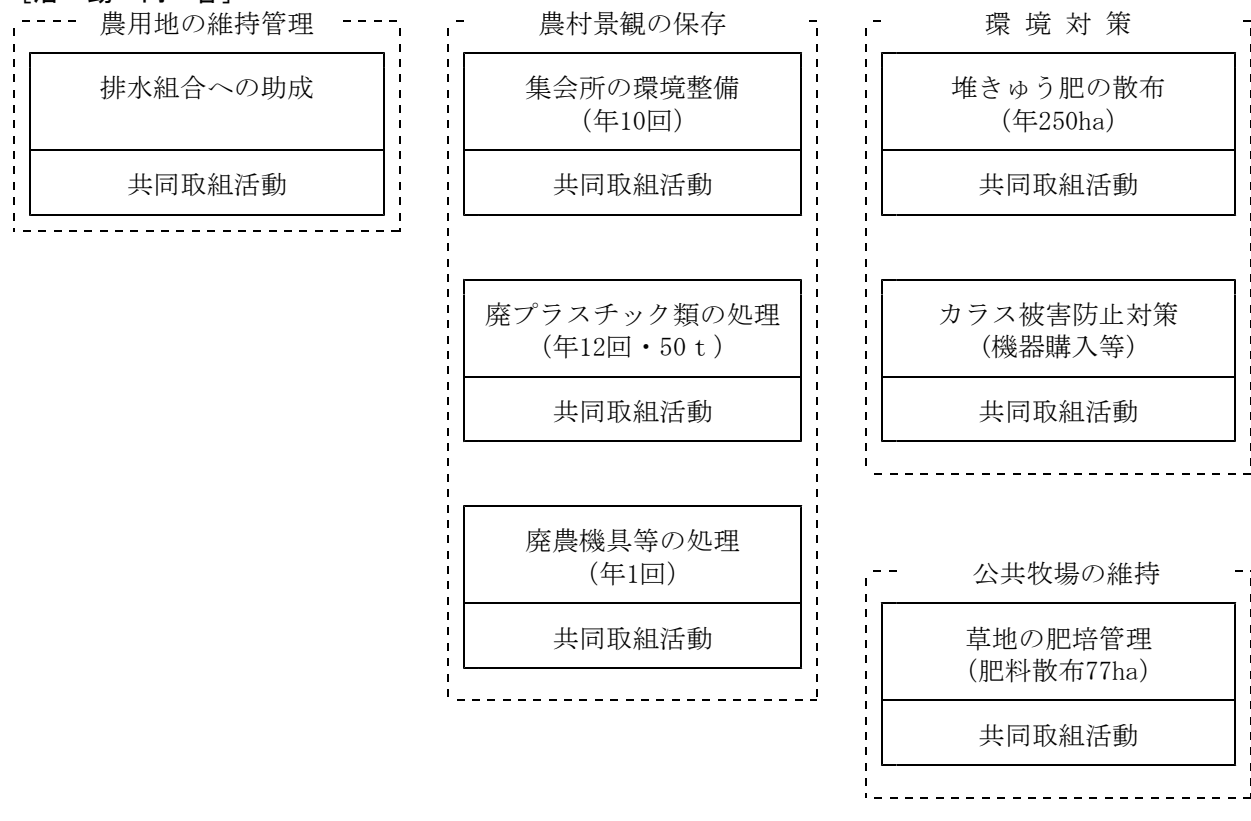 農用地の維持管理
排水組合への助成
共同取組活動
農村景観の保存
集会所の環境整備
(年10回)
共同取組活動
廃プラスチック類の処理
(年12回・50ｔ)
共同取組活動
廃農機具等の処理
(年1回)
共同取組活動
環 境 対 策
堆きゅう肥の散布
(年250ha)
共同取組活動
カラス被害防止対策
(機器購入等)
共同取組活動
公共牧場の維持
草地の肥培管理
(肥料散布77ha)
共同取組活動